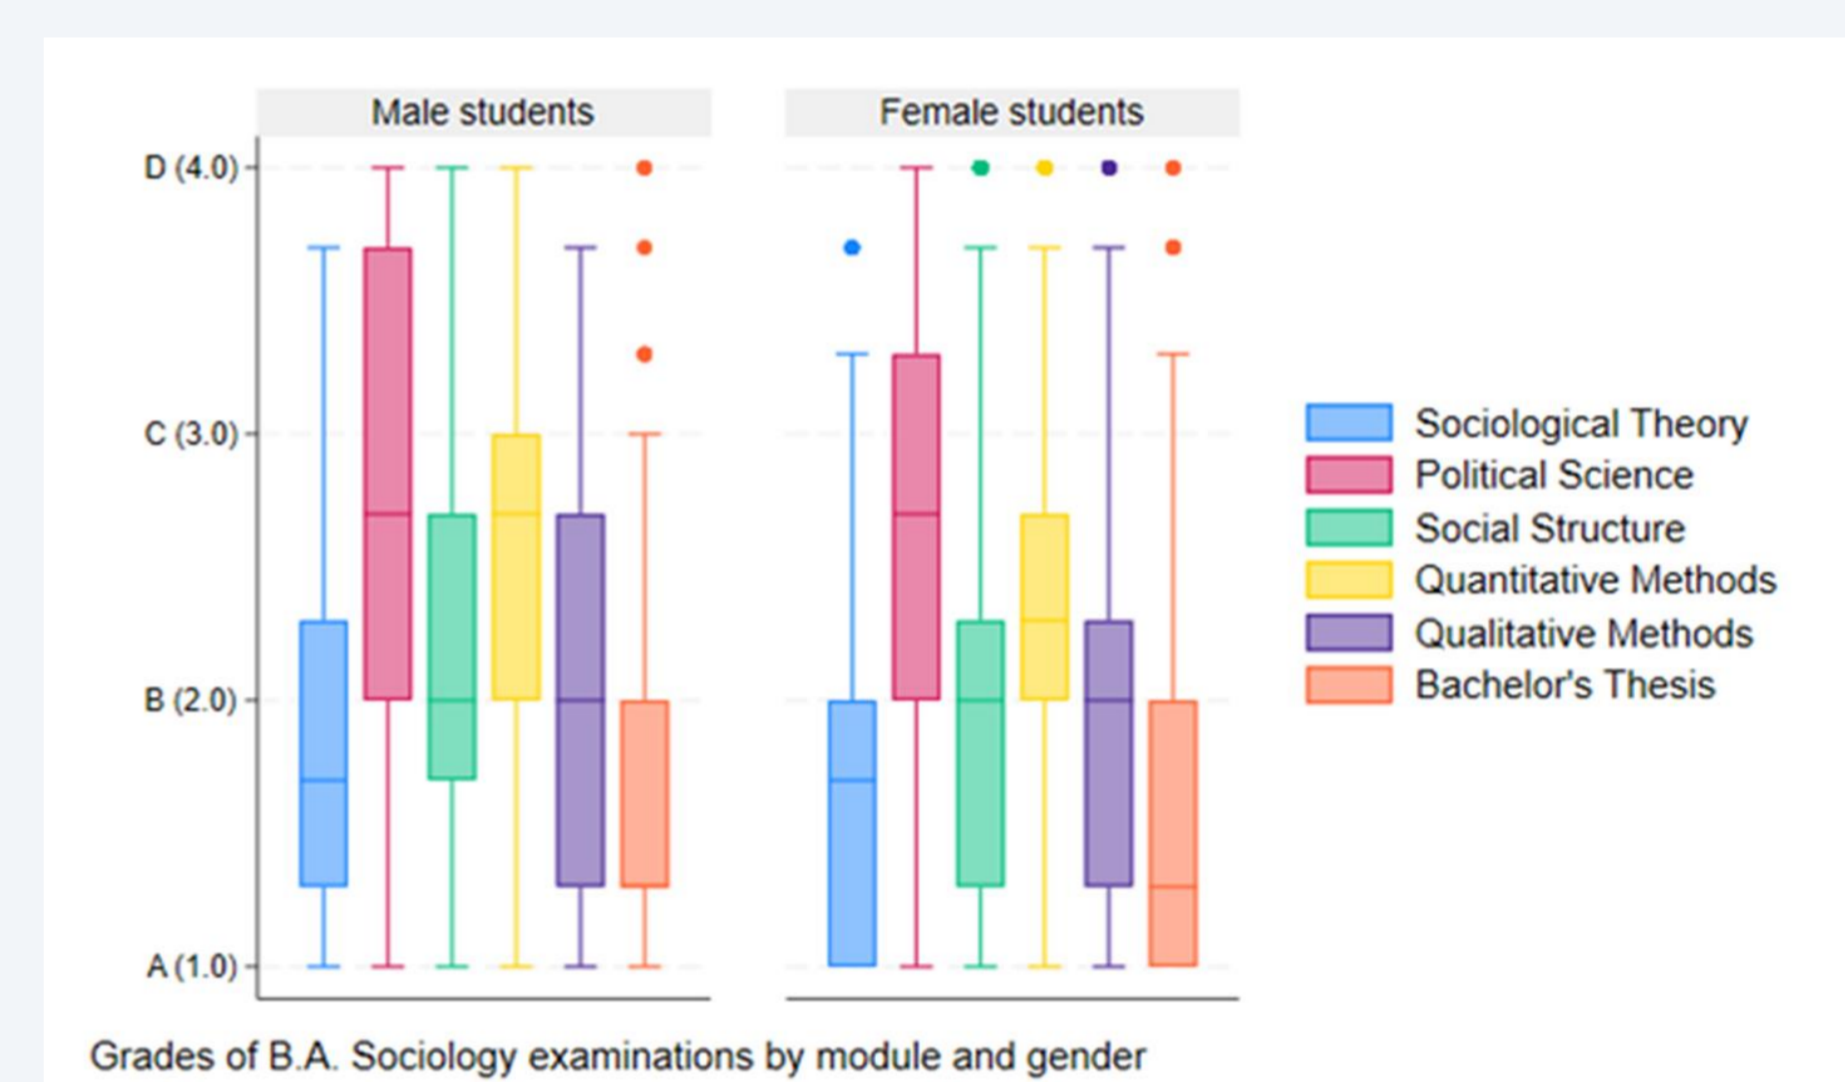 Male students
Female students
D (4.0)
C (3.0)
B (2.0)
A (1.0)
Sociological Theory
Political Science
Social Structure
Quantitative Methods
Qualitative Methods
Bachelor's Thesis
Grades of B.A. Sociology examinations by module and gender